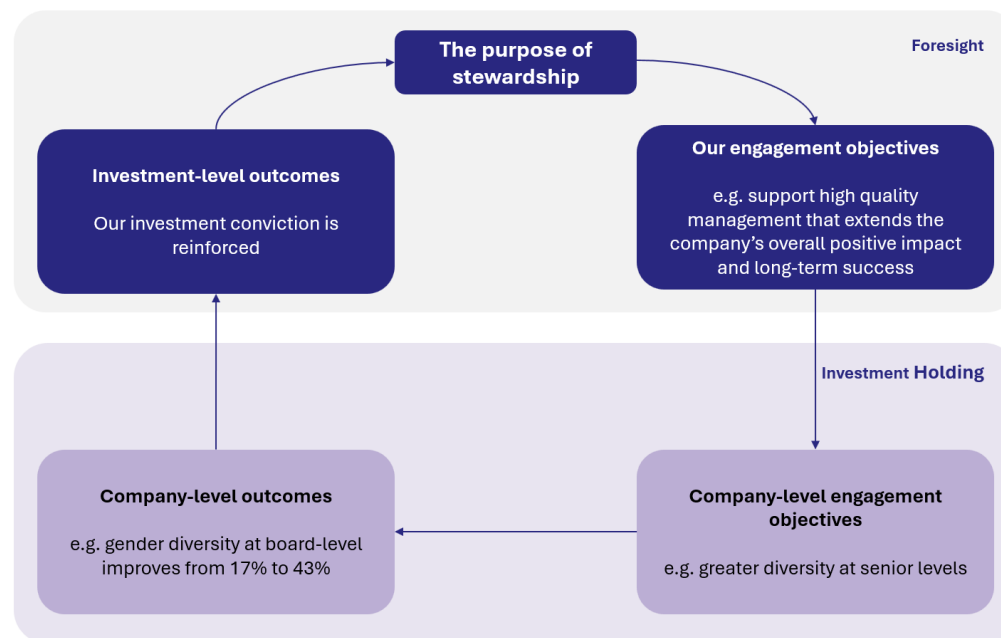 The purpose of
stewardship
Foresight
Investment-level outcomes
Our investment conviction is
reinforced
Our engagement objectives
e.g. support high quality
management that extends the
company’s overall positive impact
and long-term success
Investment Holding
Company-level outcomes
e.g. gender diversity at board-level
improves from 17% to 43%
Company-level engagement
objectives
e.g. greater diversity at senior levels